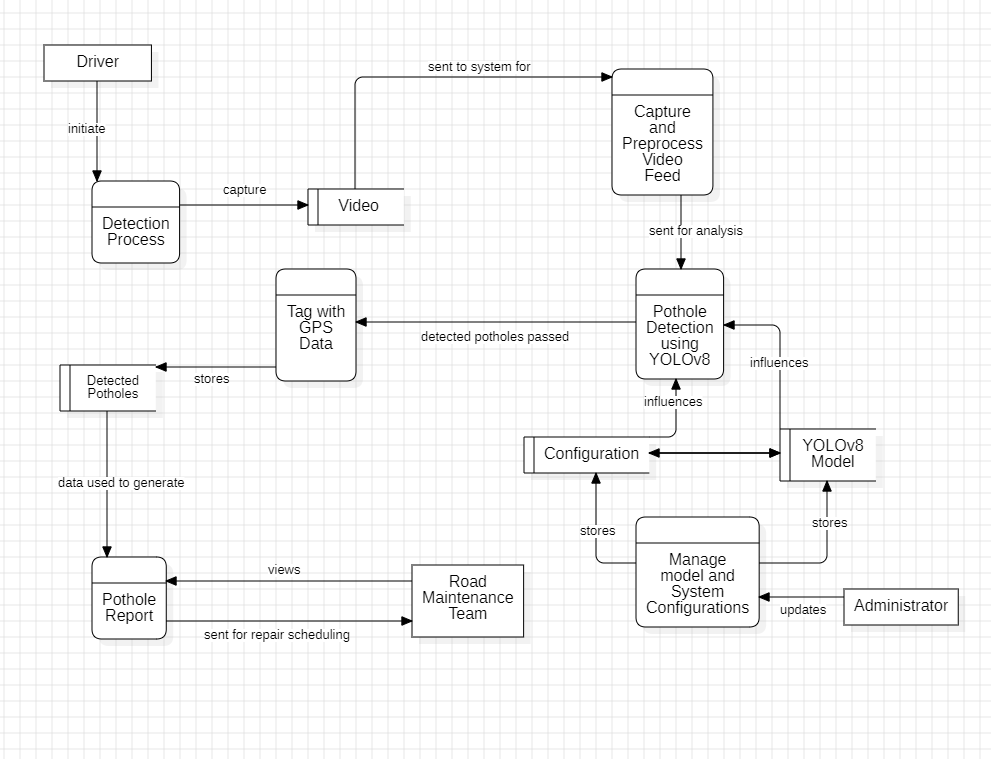 Driver
sent to system for
Capture
and
Preprocess
Video
Feed
initiate
capture
Video
Detection
Process
sent for analysis
Tag with
GPS
Data
Pothole
Detection
using
YOLOv8
detected potholes passed
influences
stores
Detected
Potholes
influences
Configuration
YOLOv8
Model
data used to generate
stores
stores
Manage
model and
System
Configurations
views
Road
Maintenance
Team
Pothole
Report
Administrator
updates
sent for repair scheduling